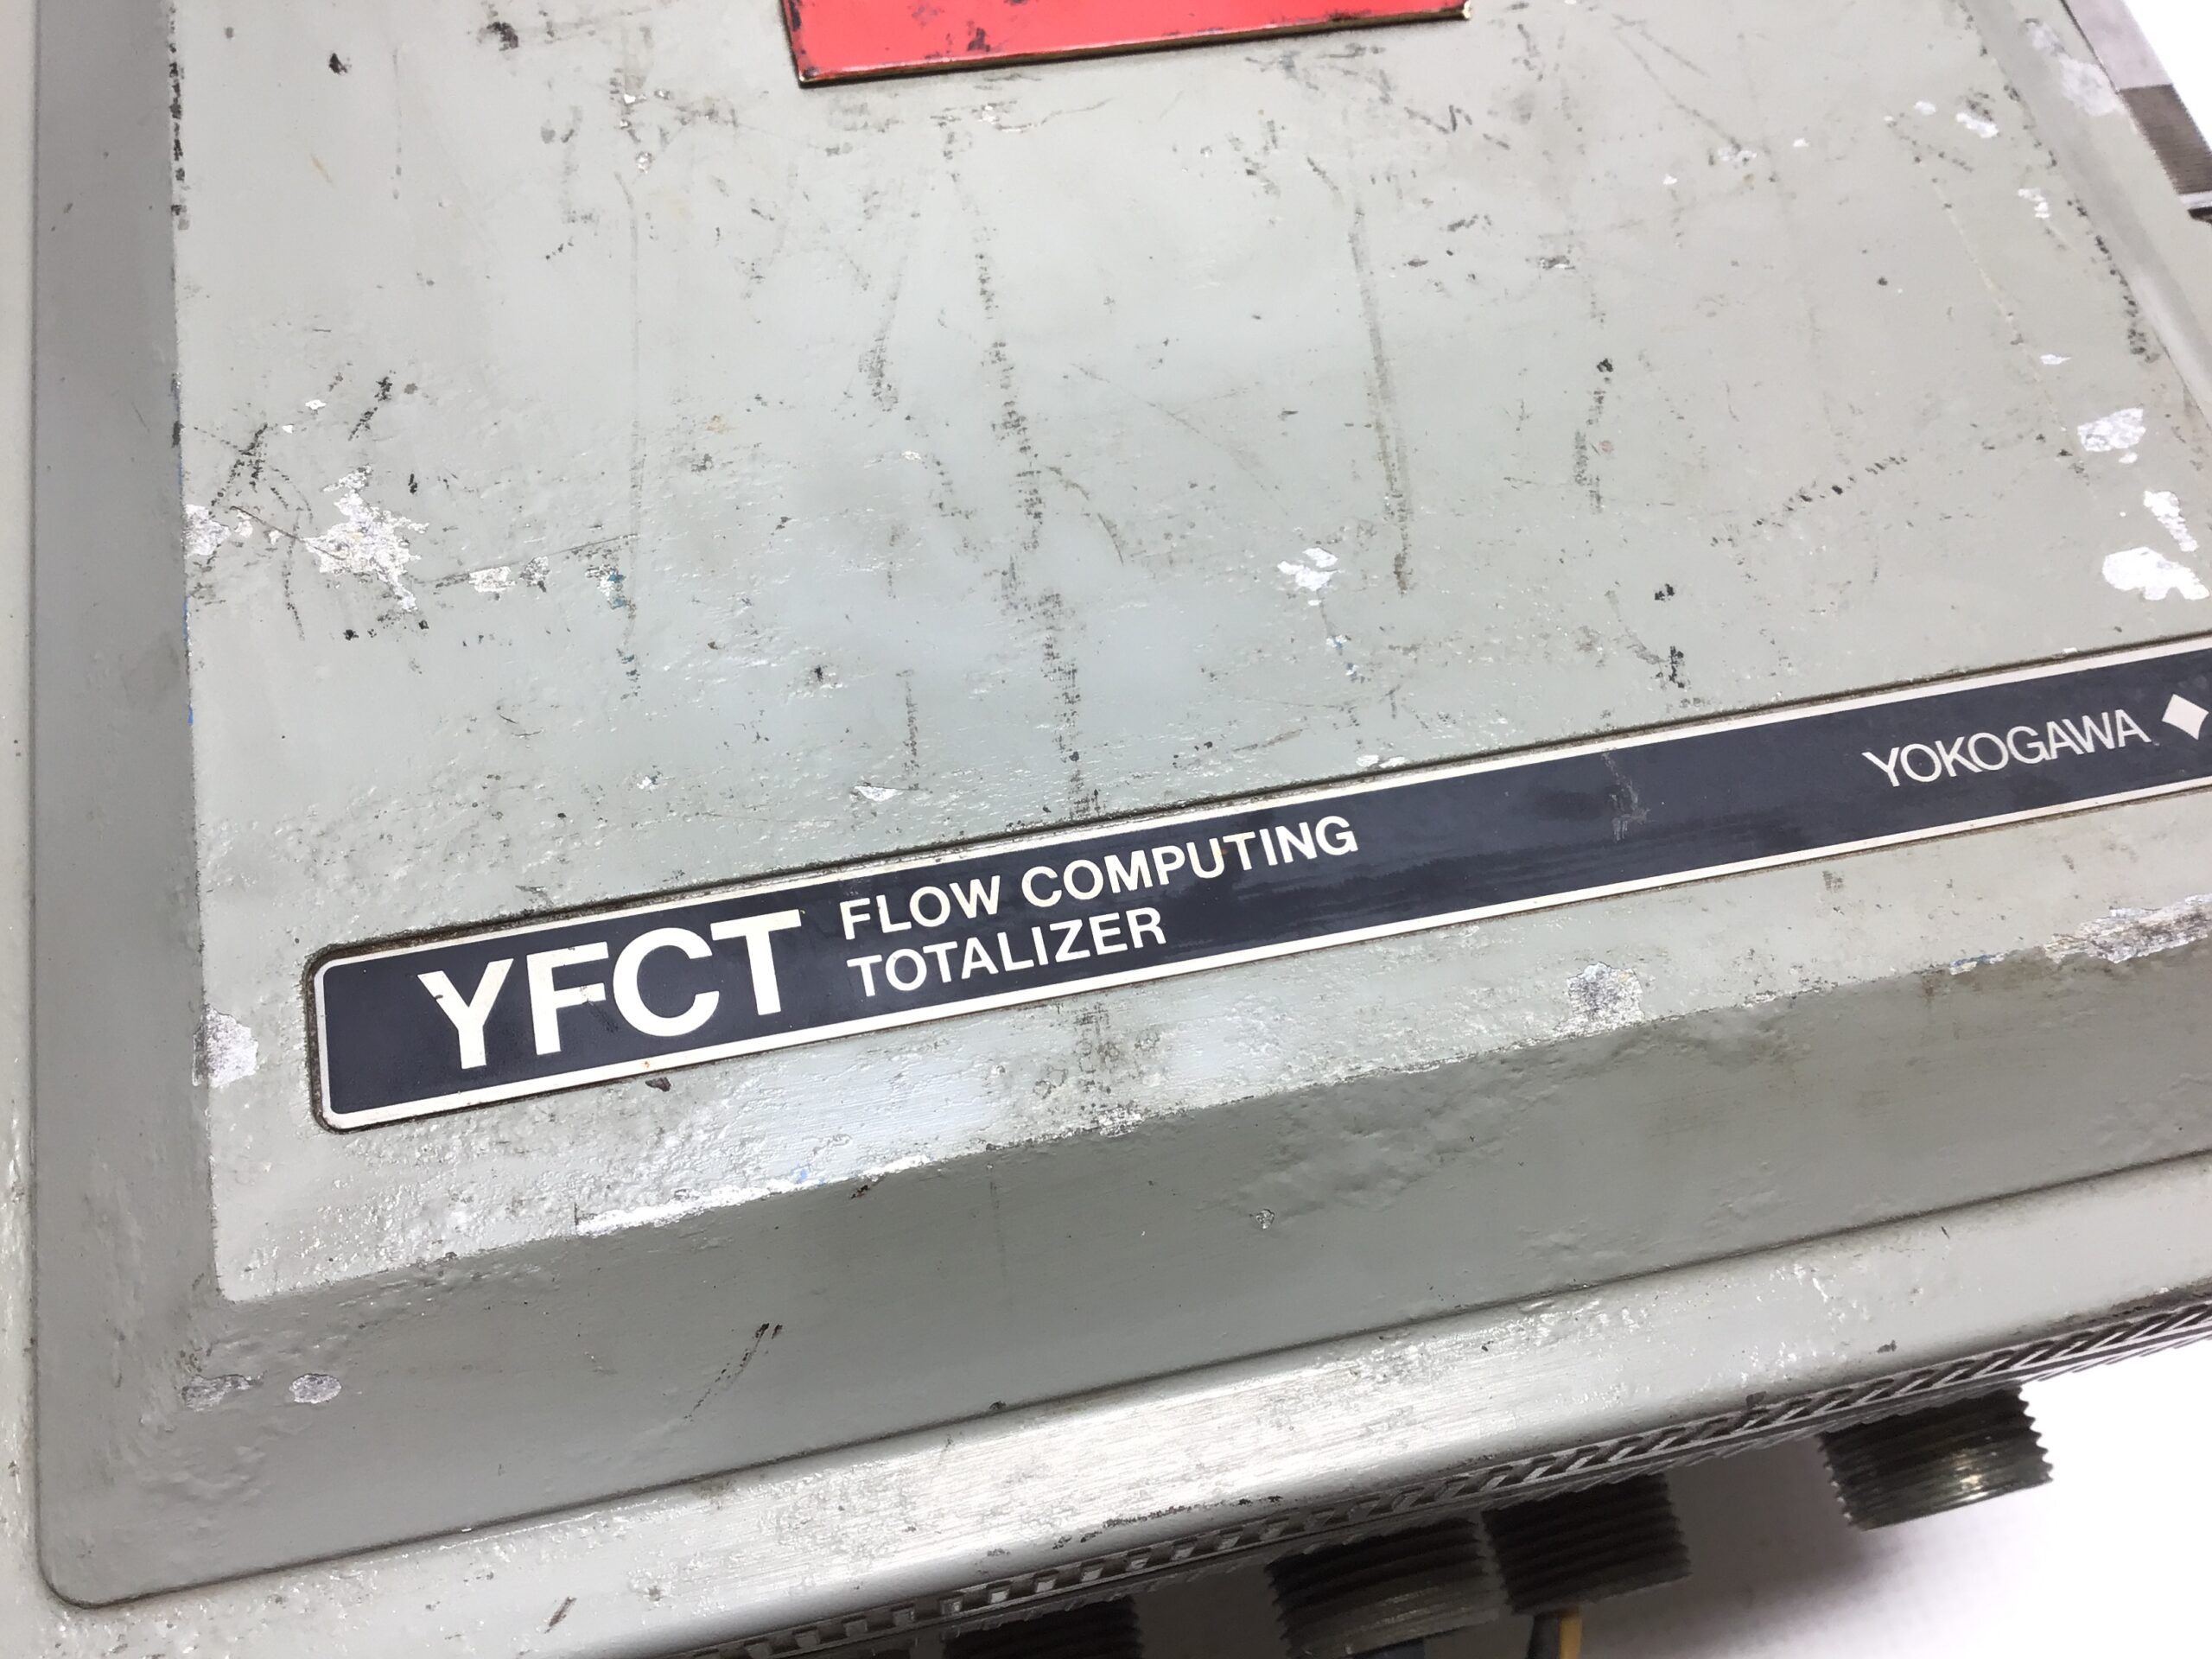 YFCT
FLOW COMPUTING
TOTALIZER
YOKOGAWA